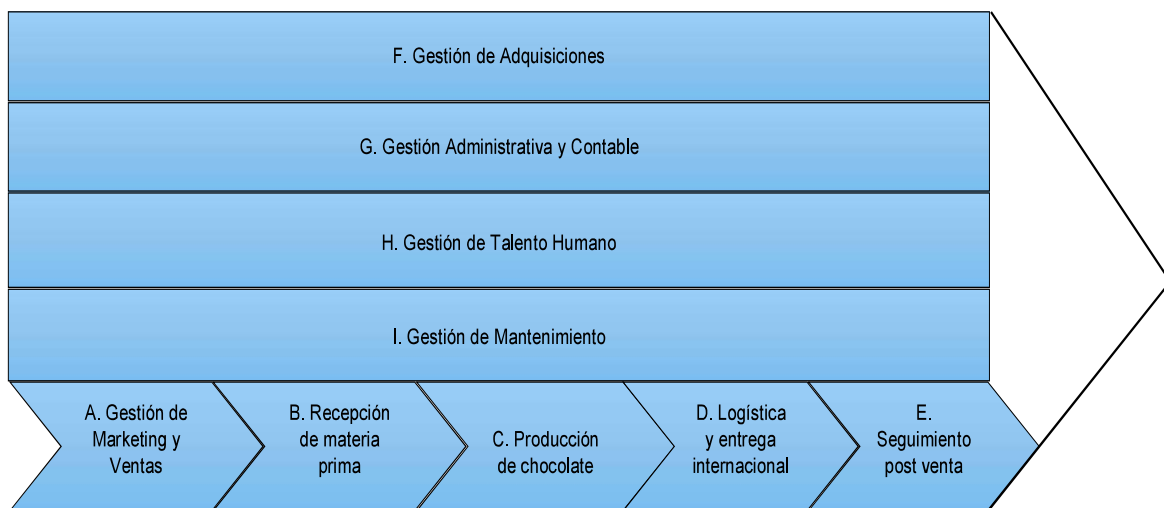 F. Gestión de Adquisiciones
G. Gestión Administrativa y Contable
H. Gestión de Talento Humano
I. Gestión de Mantenimiento
A. Gestión de
Marketing y
Ventas
B. Recepción
de materia
prima
C. Producción
de chocolate
D. Logística
y entrega
internacional
E.
Seguimiento
post venta